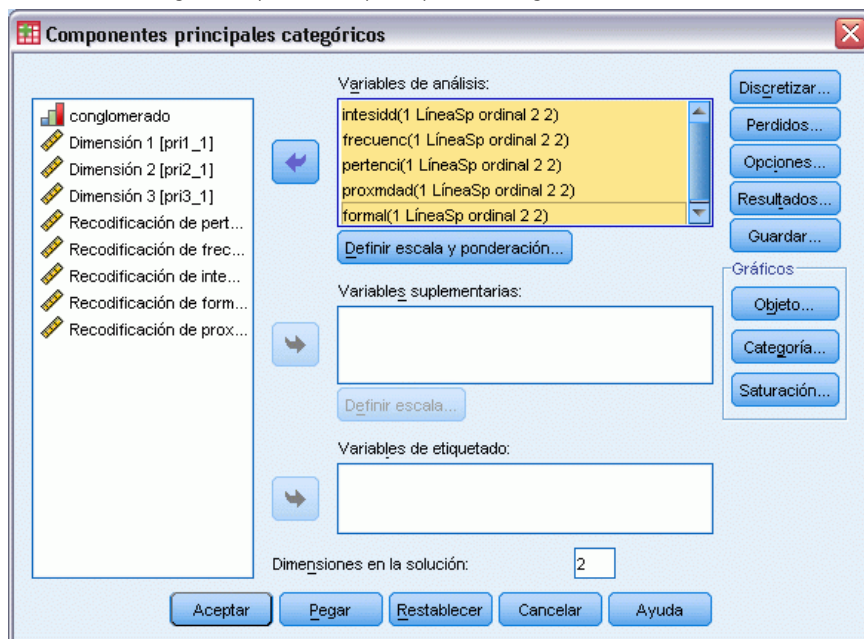 Componentes principales categóricos
conglomerado
Dimensión 1 [pri1_1]
Dimensión 2 [pri2_1]
Dimensión 3 [pri3_1]
Recodificación de pert...
Recodificación de frec...
Recodificación de inte...
Recodificación de form...
Recodificación de prox...
Variables de análisis:
intesidd(1 LíneaSp ordinal 2 2)
frecuenc(1 LíneaSp ordinal 2 2)
pertenci(1 LíneaSp ordinal 2 2)
proxmdad(1 LíneaSp ordinal 2 2)
formal(1 LíneaSp ordinal 2 2)
Definir escala y ponderación...
Variables suplementarias:
Definir escala...
Variables de etiquetado:
Dimensiones en la solución: 2
Discretizar...
Perdidos...
Opciones...
Resultados...
Guardar...
Gráficos
Objeto...
Categoría...
Saturación...
Aceptar Pegar Restablecer Cancelar Ayuda